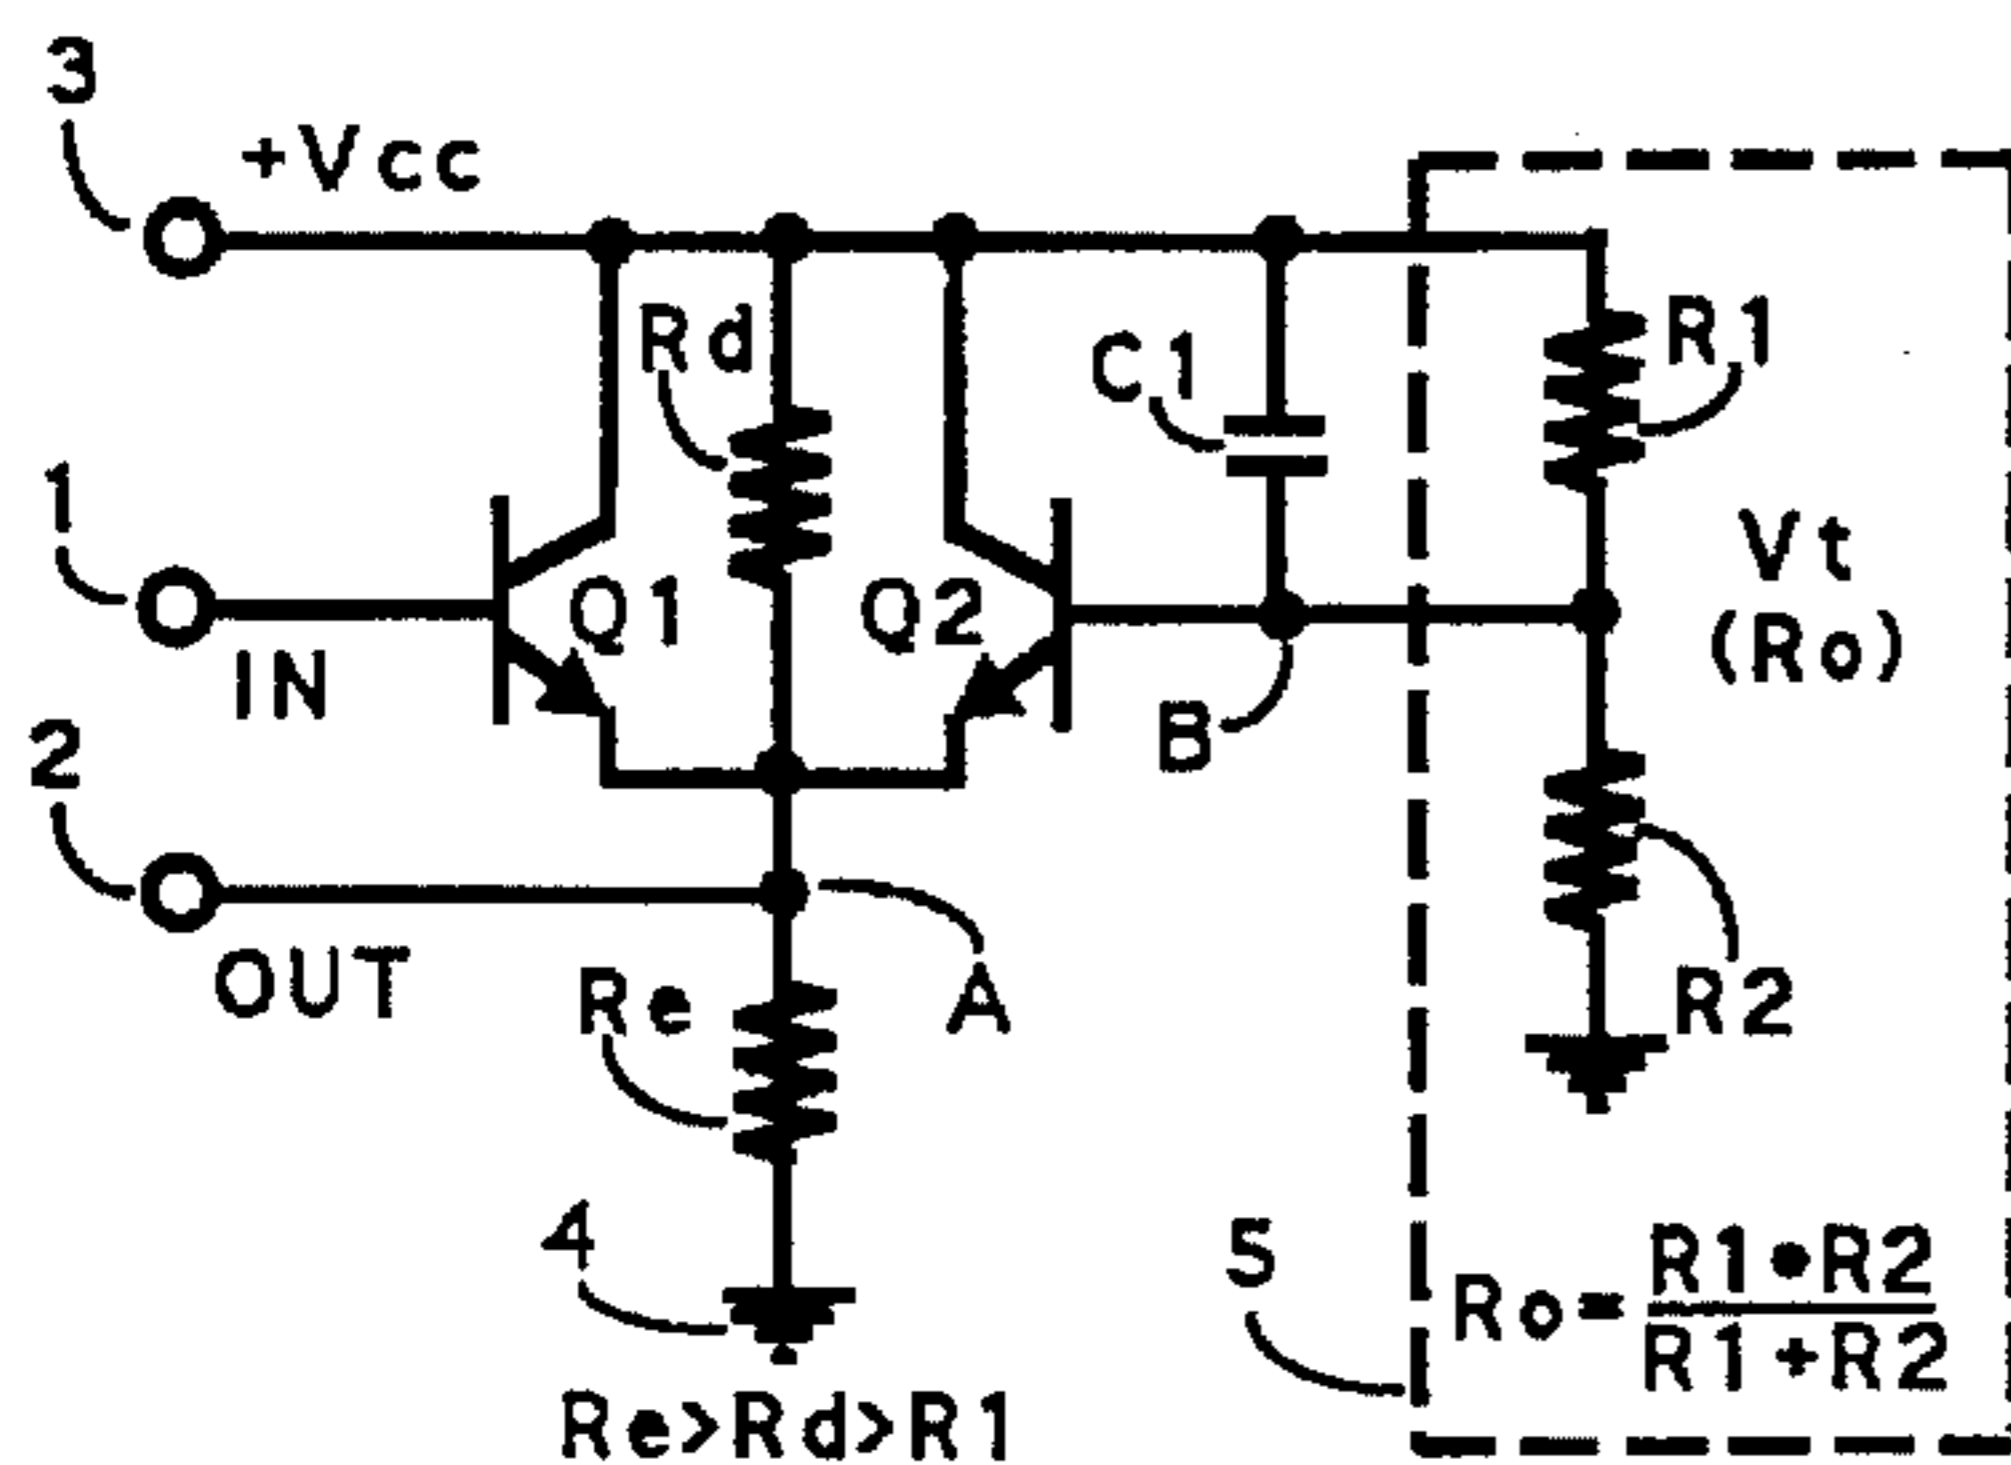 3
+Vcc
Rd
C1
R1
1
Q1
Q2
Vt
(Ro)
IN
B
2
OUT
Re
A
R2
4
5
Ro=R1•R2/R1+R2
Re>Rd>R1